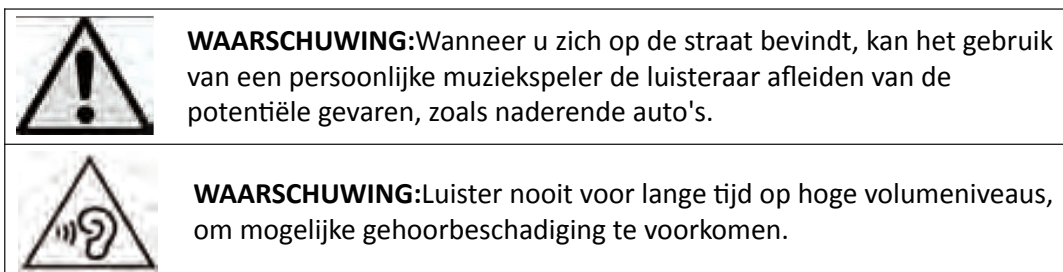 WAARSCHUWING:Wanneer u zich op de straat bevindt, kan het gebruik
van een persoonlijke muziekspeler de luisteraar afleiden van de
potentiële gevaren, zoals naderende auto's.
WAARSCHUWING:Luister nooit voor lange tijd op hoge volumeniveaus,
om mogelijke gehoorbeschadiging te voorkomen.